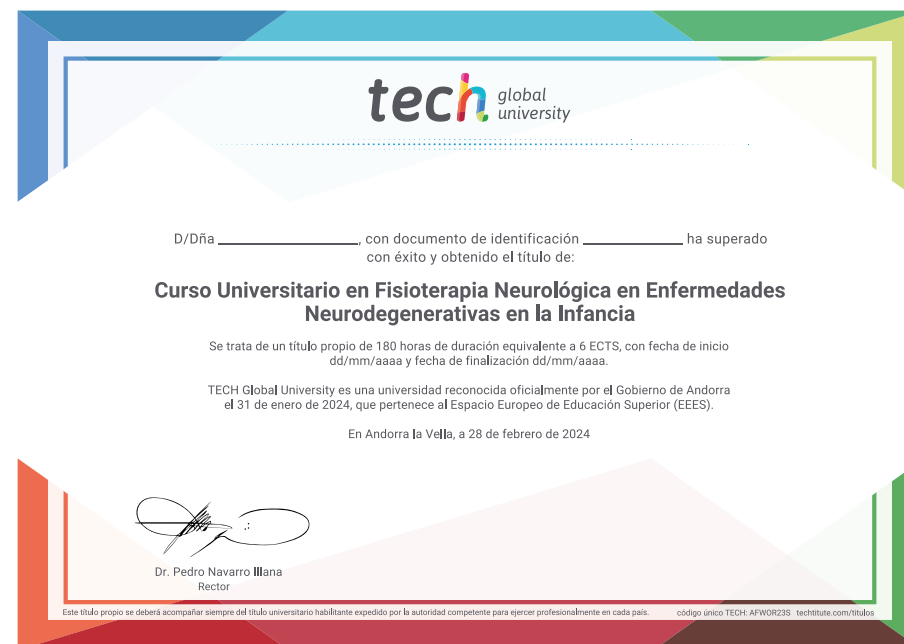 tech global university
D/Dña ____________________, con documento de identificación ______________ ha superado
con éxito y obtenido el título de:
Curso Universitario en Fisioterapia Neurológica en Enfermedades
Neurodegenerativas en la Infancia
Se trata de un título propio de 180 horas de duración equivalente a 6 ECTS, con fecha de inicio
dd/mm/aaaa y fecha de finalización dd/mm/aaaa.
TECH Global University es una universidad reconocida oficialmente por el Gobierno de Andorra
el 31 de enero de 2024, que pertenece al Espacio Europeo de Educación Superior (EEES).
En Andorra la Vella, a 28 de febrero de 2024
Dr. Pedro Navarro Illana
Rector
Este título propio se deberá acompañar siempre del título universitario habilitante expedido por la autoridad competente para ejercer profesionalmente en cada país. código único TECH: AFWOR23S techtitute.com/titulos